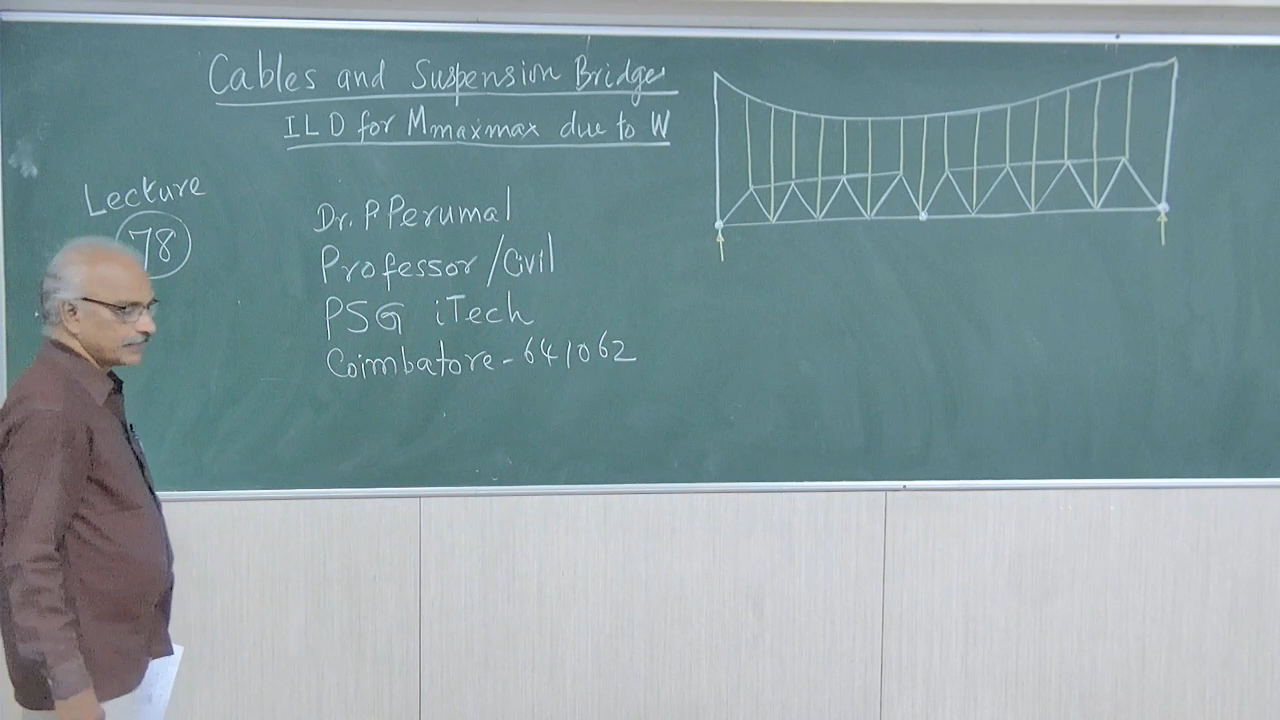 Cables and Suspension Bridges
ILD for Mmaxmax due to W
Lecture
78
Dr. P Perumal
Professor/Civil
PSG iTech
Coimbatore-641062